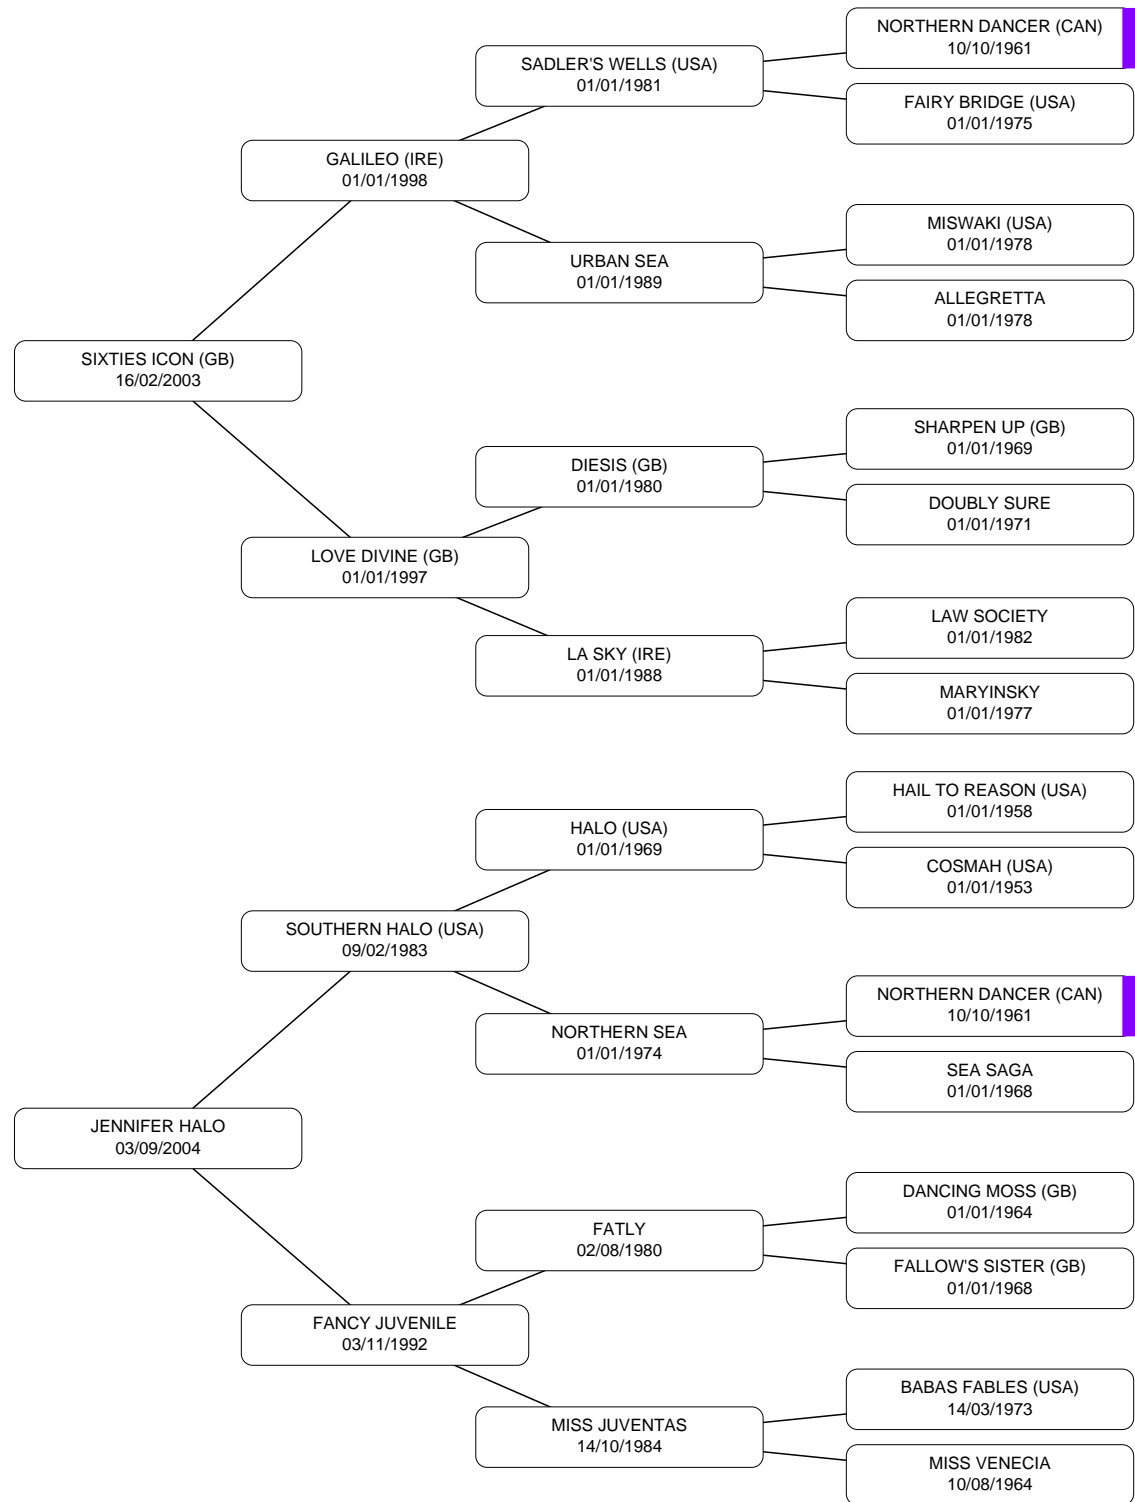 NORTHERN DANCER (CAN)
10/10/1961
SADLER'S WELLS (USA)
01/01/1981
FAIRY BRIDGE (USA)
01/01/1975
GALILEO (IRE)
01/01/1998
MISWAKI (USA)
01/01/1978
URBAN SEA
01/01/1989
ALLEGRETTA
01/01/1978
SIXTIES ICON (GB)
16/02/2003
SHARPEN UP (GB)
01/01/1969
DIESIS (GB)
01/01/1980
DOUBLY SURE
01/01/1971
LOVE DIVINE (GB)
01/01/1997
LAW SOCIETY
01/01/1982
LA SKY (IRE)
01/01/1988
MARYINSKY
01/01/1977
HAIL TO REASON (USA)
01/01/1958
HALO (USA)
01/01/1969
COSMAH (USA)
01/01/1953
SOUTHERN HALO (USA)
09/02/1983
NORTHERN DANCER (CAN)
10/10/1961
NORTHERN SEA
01/01/1974
SEA SAGA
01/01/1968
JENNIFER HALO
03/09/2004
DANCING MOSS (GB)
01/01/1964
FATLY
02/08/1980
FALLOW'S SISTER (GB)
01/01/1968
FANCY JUVENILE
03/11/1992
BABAS FABLES (USA)
14/03/1973
MISS JUVENTAS
14/10/1984
MISS VENECIA
10/08/1964